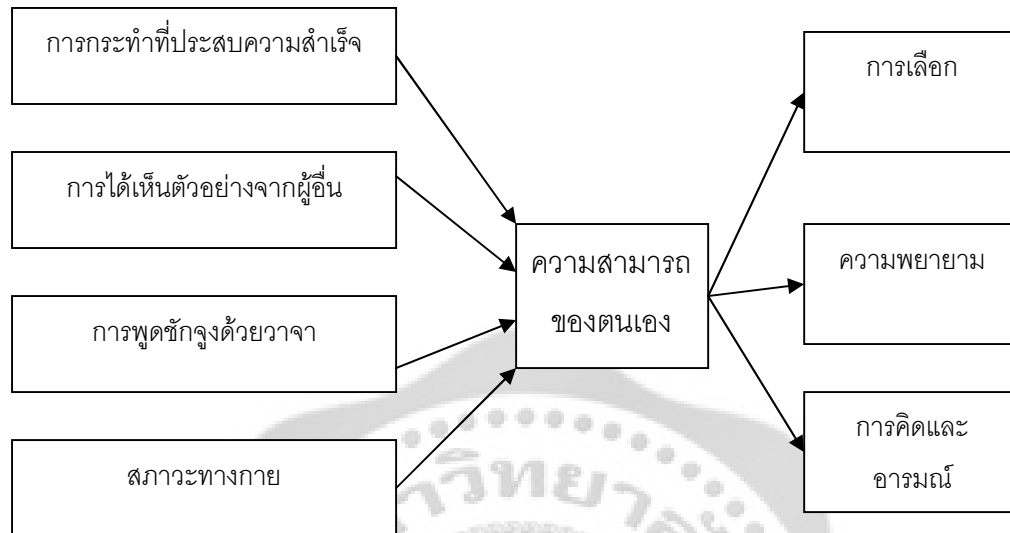 การกระทำที่ประสบความสำเร็จ
การได้เห็นตัวอย่างจากผู้อื่น
การพูดชักจูงด้วยวาจา
สภาวะทางกาย
ความสามารถ
ของตนเอง
การเลือก
ความพยายาม
การคิดและ
อารมณ์